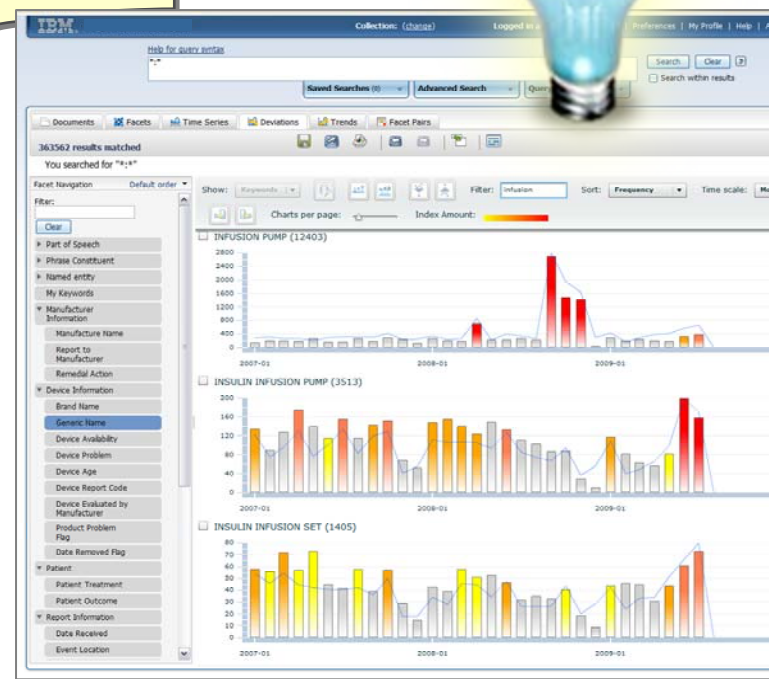 IBM.
Collection: (change)
Logged in a
Preferences | My Profile | Help | A
Help for query syntax
*:*
Search
Clear
?
Search within results
Saved Searches (0)
Advanced Search
Documents
Facets
Time Series
Deviations
Trends
Facet Pairs
363562 results matched
You searched for "*:*"
Facet Navigation
Default order
Filter:
Clear
Part of Speech
Phrase Constituent
Named entity
My Keywords
Manufacturer
Information
Manufacture Name
Report to
Manufacturer
Remedial Action
Device Information
Brand Name
Generic Name
Device Availability
Device Problem
Device Age
Device Report Code
Device Evaluated by
Manufacturer
Product Problem
Flag
Date Removed Flag
Patient
Patient Treatment
Patient Outcome
Report Information
Date Received
Event Location
Show:
Keywords
Filter:
Infusion
Sort:
Frequency
Time scale:
Charts per page:
Index Amount:
INFUSION PUMP (12403)
2800
2400
2000
1600
1200
800
400
0
2007-01
2008-01
2009-01
INSULIN INFUSION PUMP (3513)
200
160
120
80
40
0
2007-01
2008-01
2009-01
INSULIN INFUSION SET (1405)
80
70
60
50
40
30
20
10
0
2007-01
2008-01
2009-01